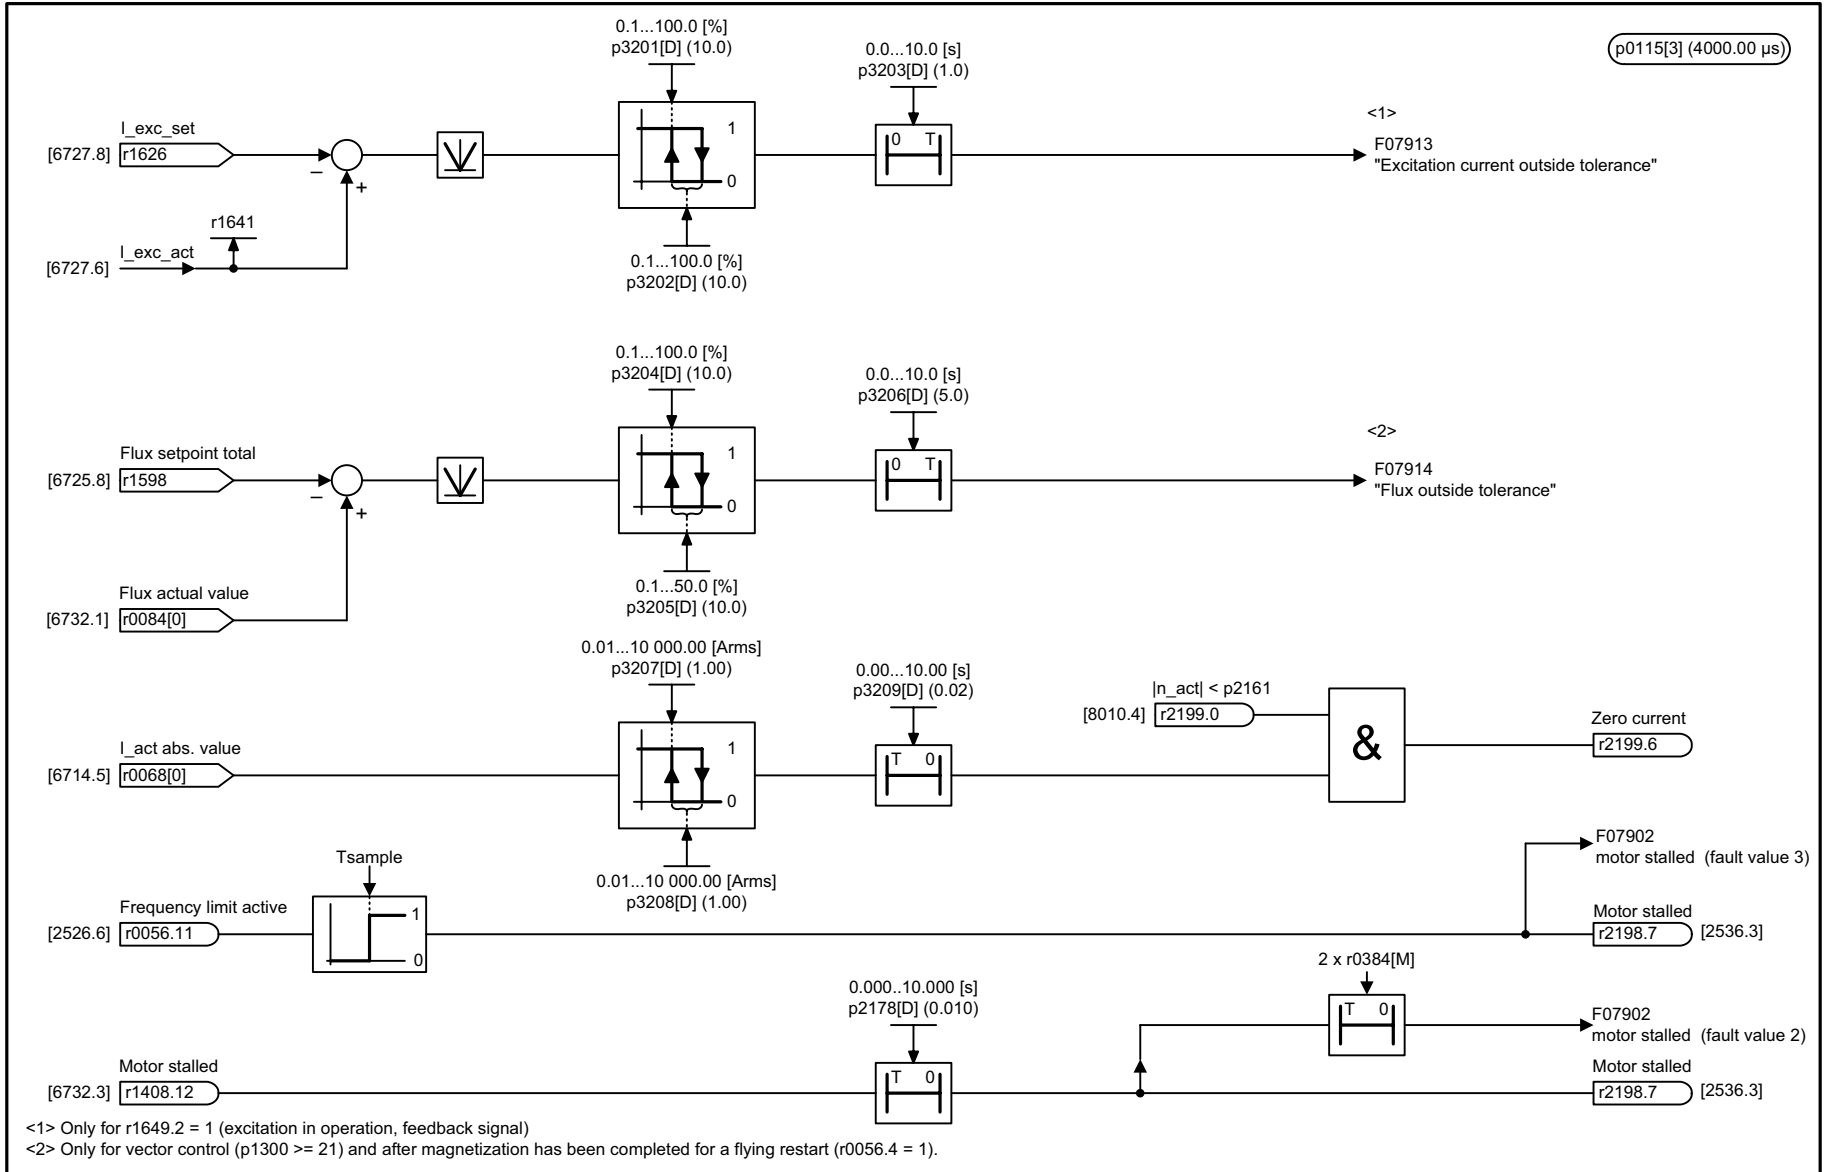 0.1...100.0 [%]
p3201[D] (10.0)
0.0...10.0 [s]
p3203[D] (1.0)
p0115[3] (4000.00 µs)
<1>
I_exc_set
[6727.8] r1626
–
+
1
0
0 T
F07913
"Excitation current outside tolerance"
r1641
I_exc_act
[6727.6]
0.1...100.0 [%]
p3202[D] (10.0)
0.1...100.0 [%]
p3204[D] (10.0)
0.0...10.0 [s]
p3206[D] (5.0)
<2>
Flux setpoint total
[6725.8] r1598
–
+
1
0
0 T
F07914
"Flux outside tolerance"
Flux actual value
[6732.1] r0084[0]
0.1...50.0 [%]
p3205[D] (10.0)
0.01...10 000.00 [Arms]
p3207[D] (1.00)
0.00...10.00 [s]
p3209[D] (0.02)
|n_act| < p2161
[8010.4] r2199.0
I_act abs. value
[6714.5] r0068[0]
1
0
T 0
&
Zero current
r2199.6
0.01...10 000.00 [Arms]
p3208[D] (1.00)
Tsample
Frequency limit active
[2526.6] r0056.11
1
0
F07902
motor stalled (fault value 3)
Motor stalled
r2198.7 [2536.3]
0.000..10.000 [s]
p2178[D] (0.010)
2 x r0384[M]
T 0
F07902
motor stalled (fault value 2)
Motor stalled
[6732.3] r1408.12
T 0
Motor stalled
r2198.7 [2536.3]
<1> Only for r1649.2 = 1 (excitation in operation, feedback signal)
<2> Only for vector control (p1300 >= 21) and after magnetization has been completed for a flying restart (r0056.4 = 1).